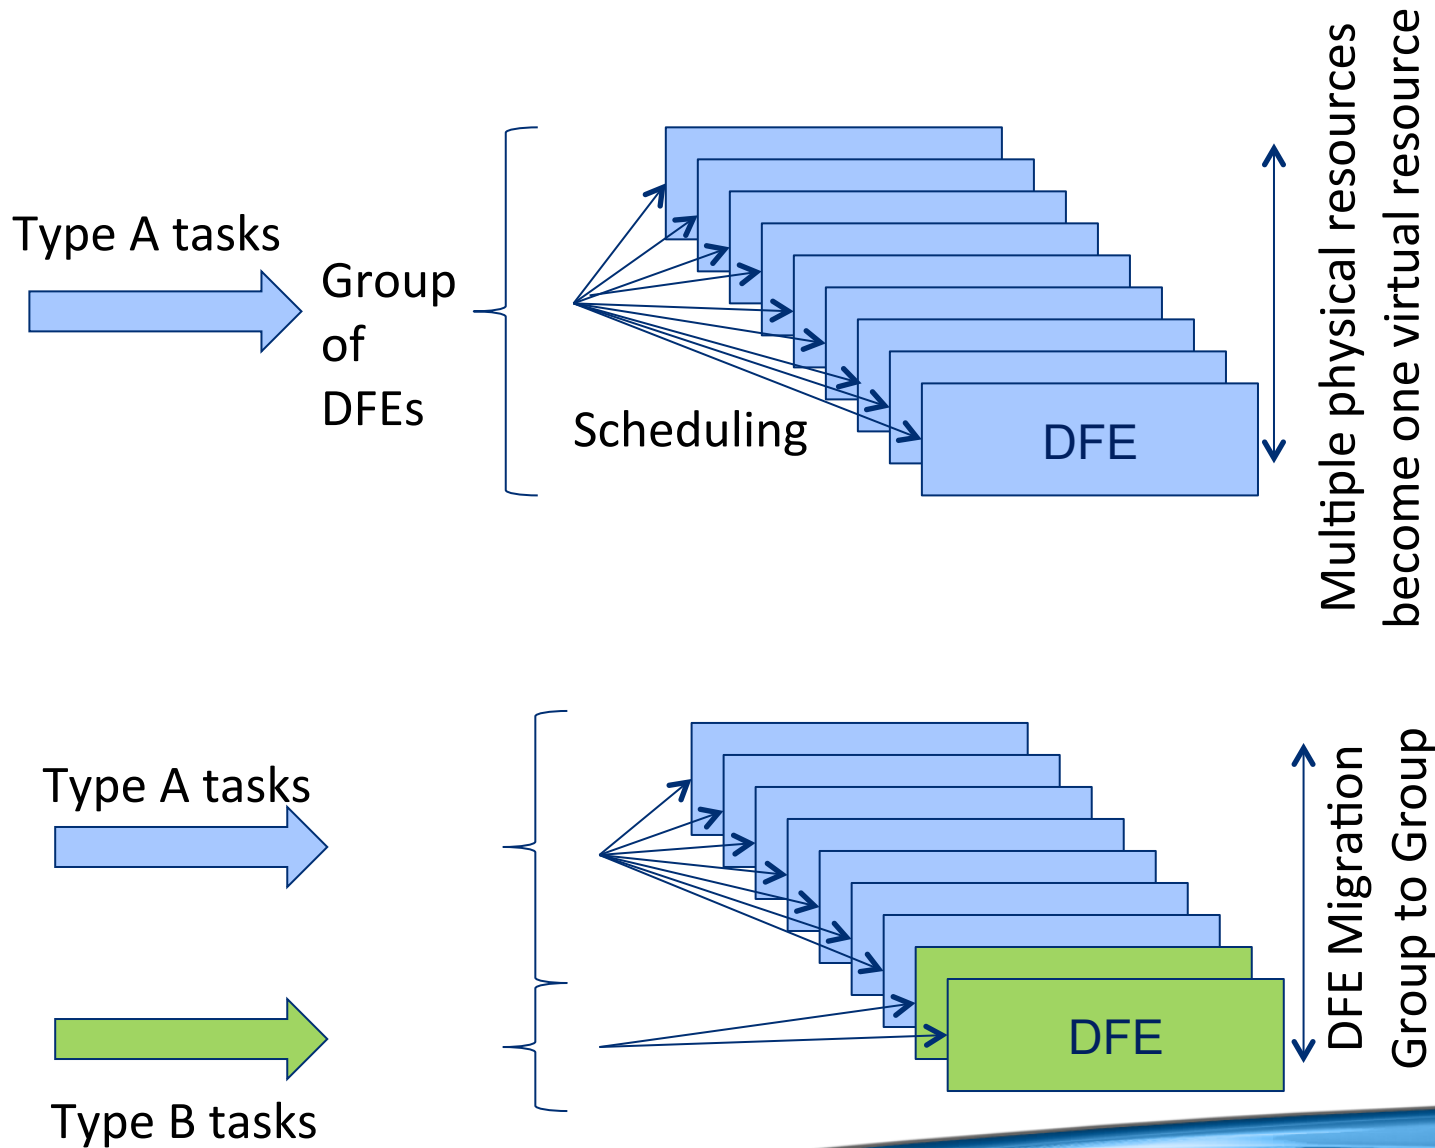 Type A tasks
Group
of
DFEs
Scheduling
DFE
Multiple physical resources
become one virtual resource
Type A tasks
Type B tasks
DFE
DFE Migration
Group to Group